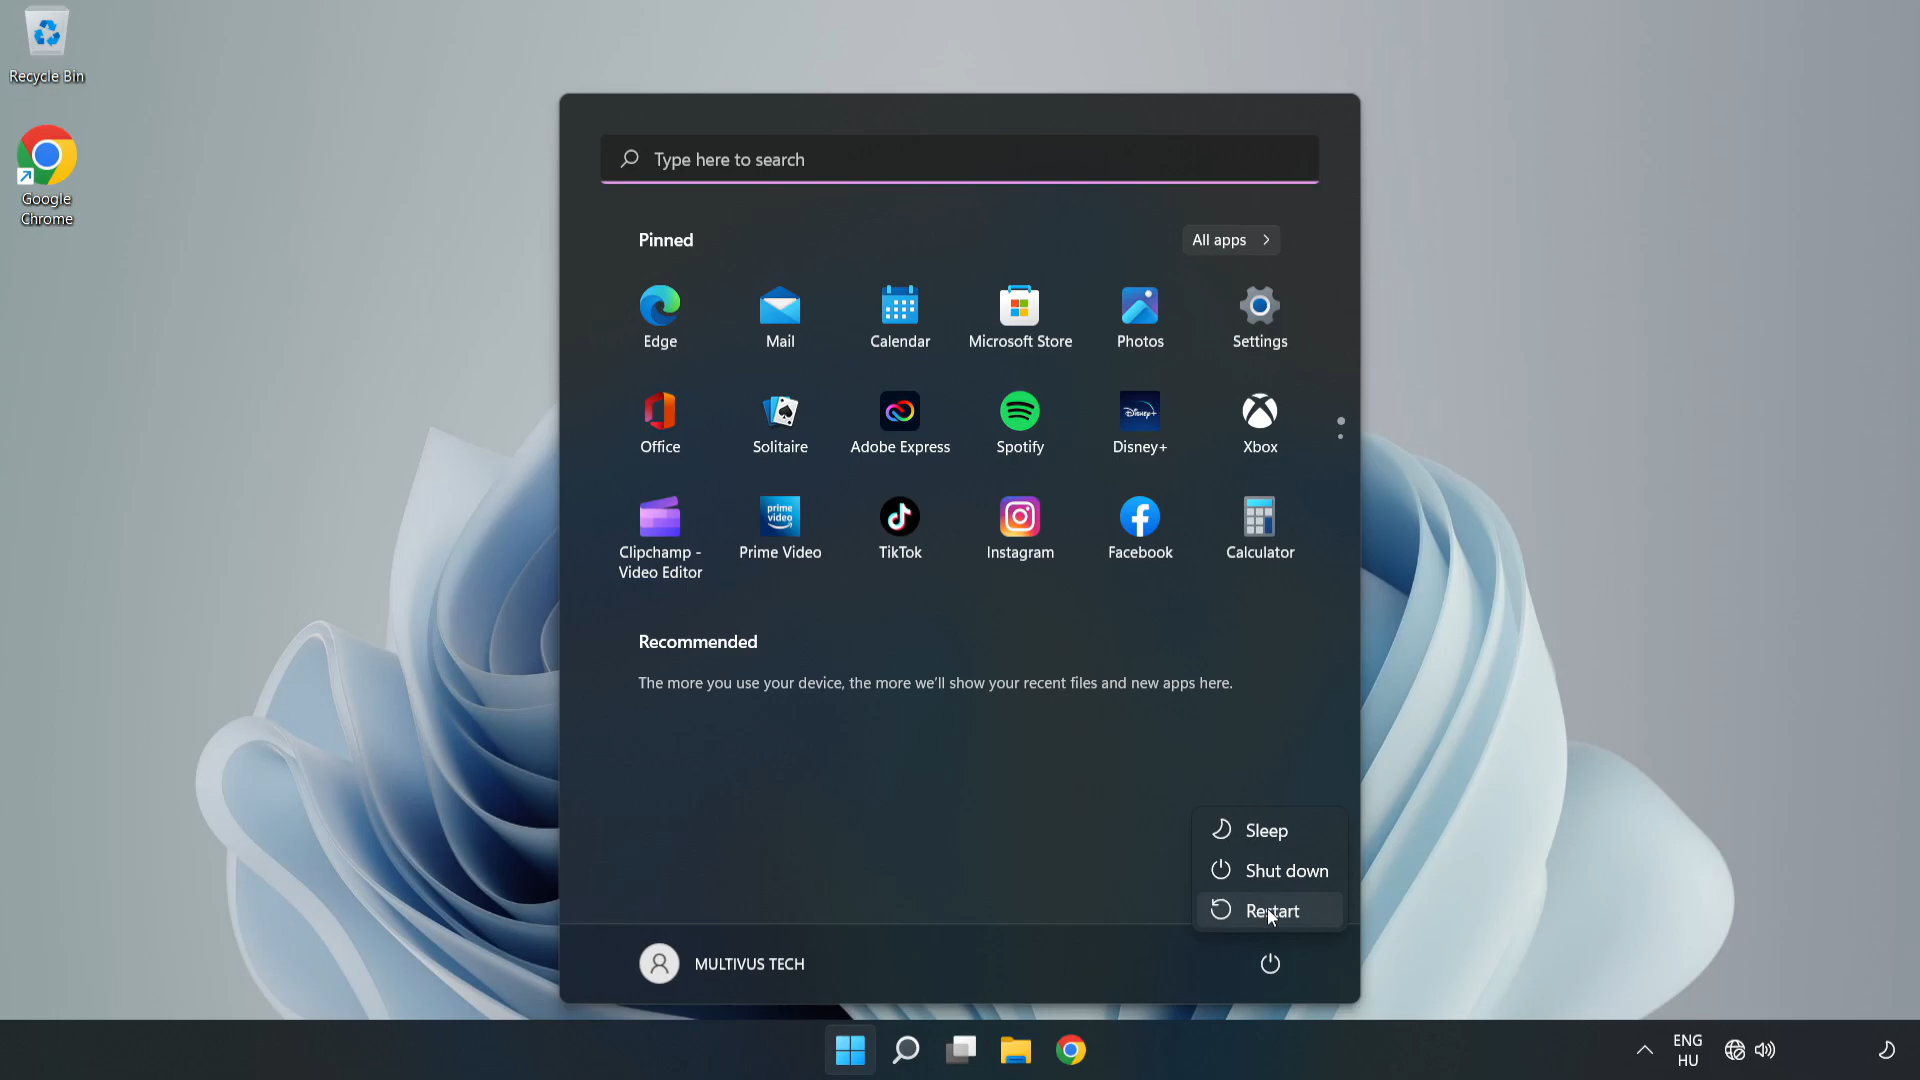 Recycle Bin
Google
Chrome
Type here to search
Pinned
All apps
Edge
Mail
Calendar
Microsoft Store
Photos
Settings
Office
Solitaire
Adobe Express
Spotify
Disney+
Disney+
Xbox
prime
video
Clipchamp -
Video Editor
Prime Video
TikTok
Instagram
Facebook
Calculator
Recommended
The more you use your device, the more we'll show your recent files and new apps here.
Sleep
Shut down
Restart
MULTIVUS TECH
ENG
HU